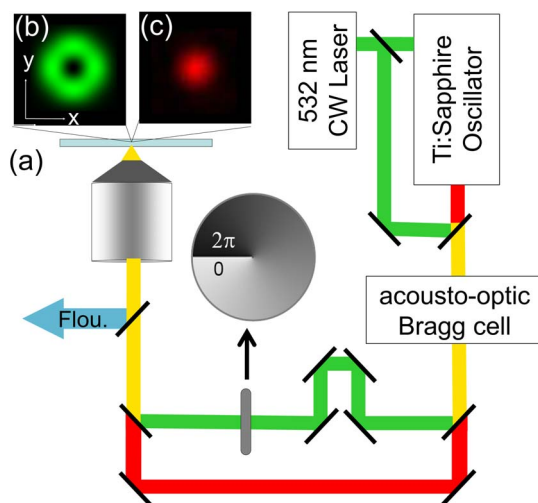 (b)
(c)
y
x
(a)
532 nm
CW Laser
Ti:Sapphire
Oscillator
2π
0
acousto-optic
Bragg cell
Flou.